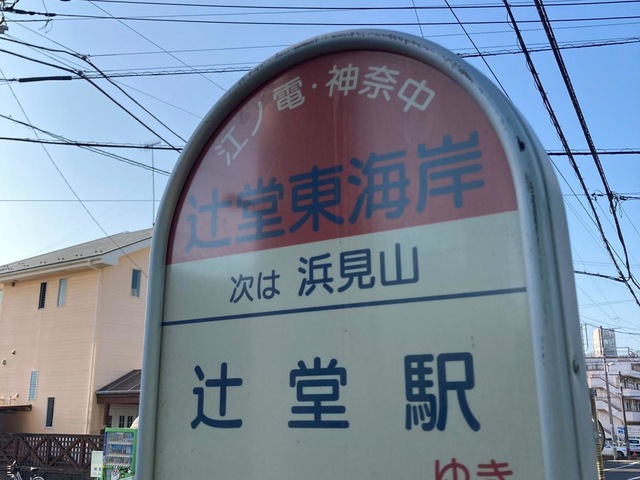 江ノ電・神奈中
辻堂東海岸
次は 浜見山
辻堂駅
ゆき